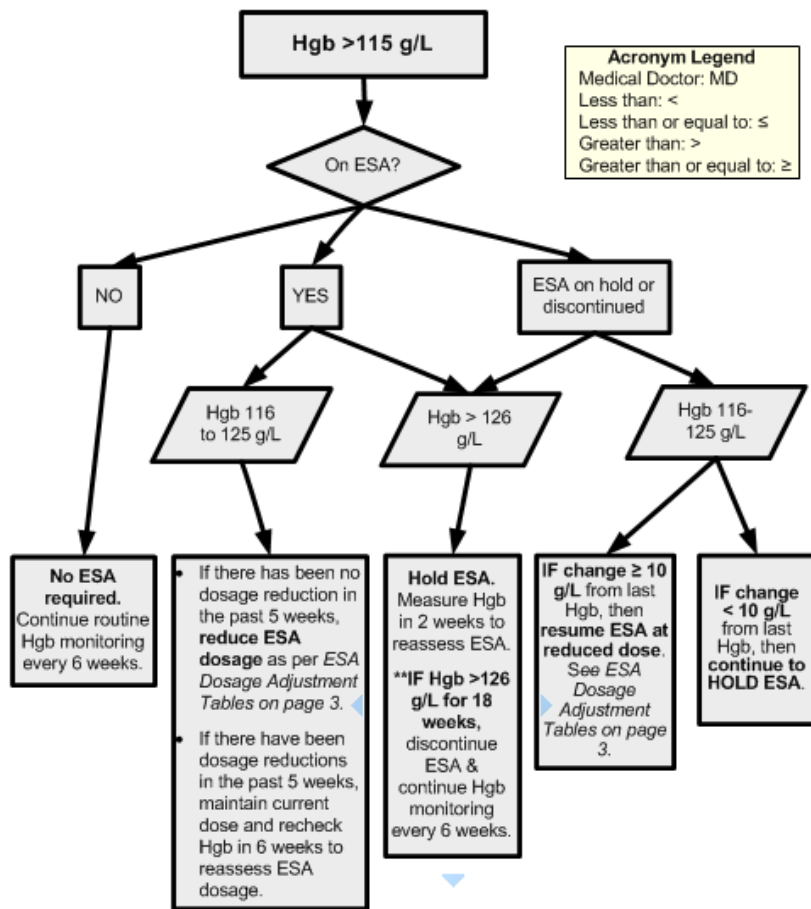 Hgb >115 g/L
Acronym Legend
Medical Doctor: MD
Less than: <
Less than or equal to: ≤
Greater than: >
Greater than or equal to: ≥
On ESA?
NO
YES
ESA on hold or
discontinued
Hgb 116
to 125 g/L
Hgb > 126
g/L
Hgb 116-
125 g/L
No ESA
required.
Continue routine
Hgb monitoring
every 6 weeks.
• If there has been no
dosage reduction in
the past 5 weeks,
reduce ESA
dosage as per ESA
Dosage Adjustment
Tables on page 3.
• If there have been
dosage reductions
in the past 5 weeks,
maintain current
dose and recheck
Hgb in 6 weeks to
reassess ESA
dosage.
Hold ESA.
Measure Hgb
in 2 weeks to
reassess ESA.
**IF Hgb >126
g/L for 18
weeks,
discontinue
ESA &
continue Hgb
monitoring
every 6 weeks.
IF change ≥ 10
g/L from last
Hgb, then
resume ESA at
reduced dose.
See ESA
Dosage
Adjustment
Tables on page
3.
IF change
< 10 g/L
from last
Hgb, then
continue to
HOLD ESA.